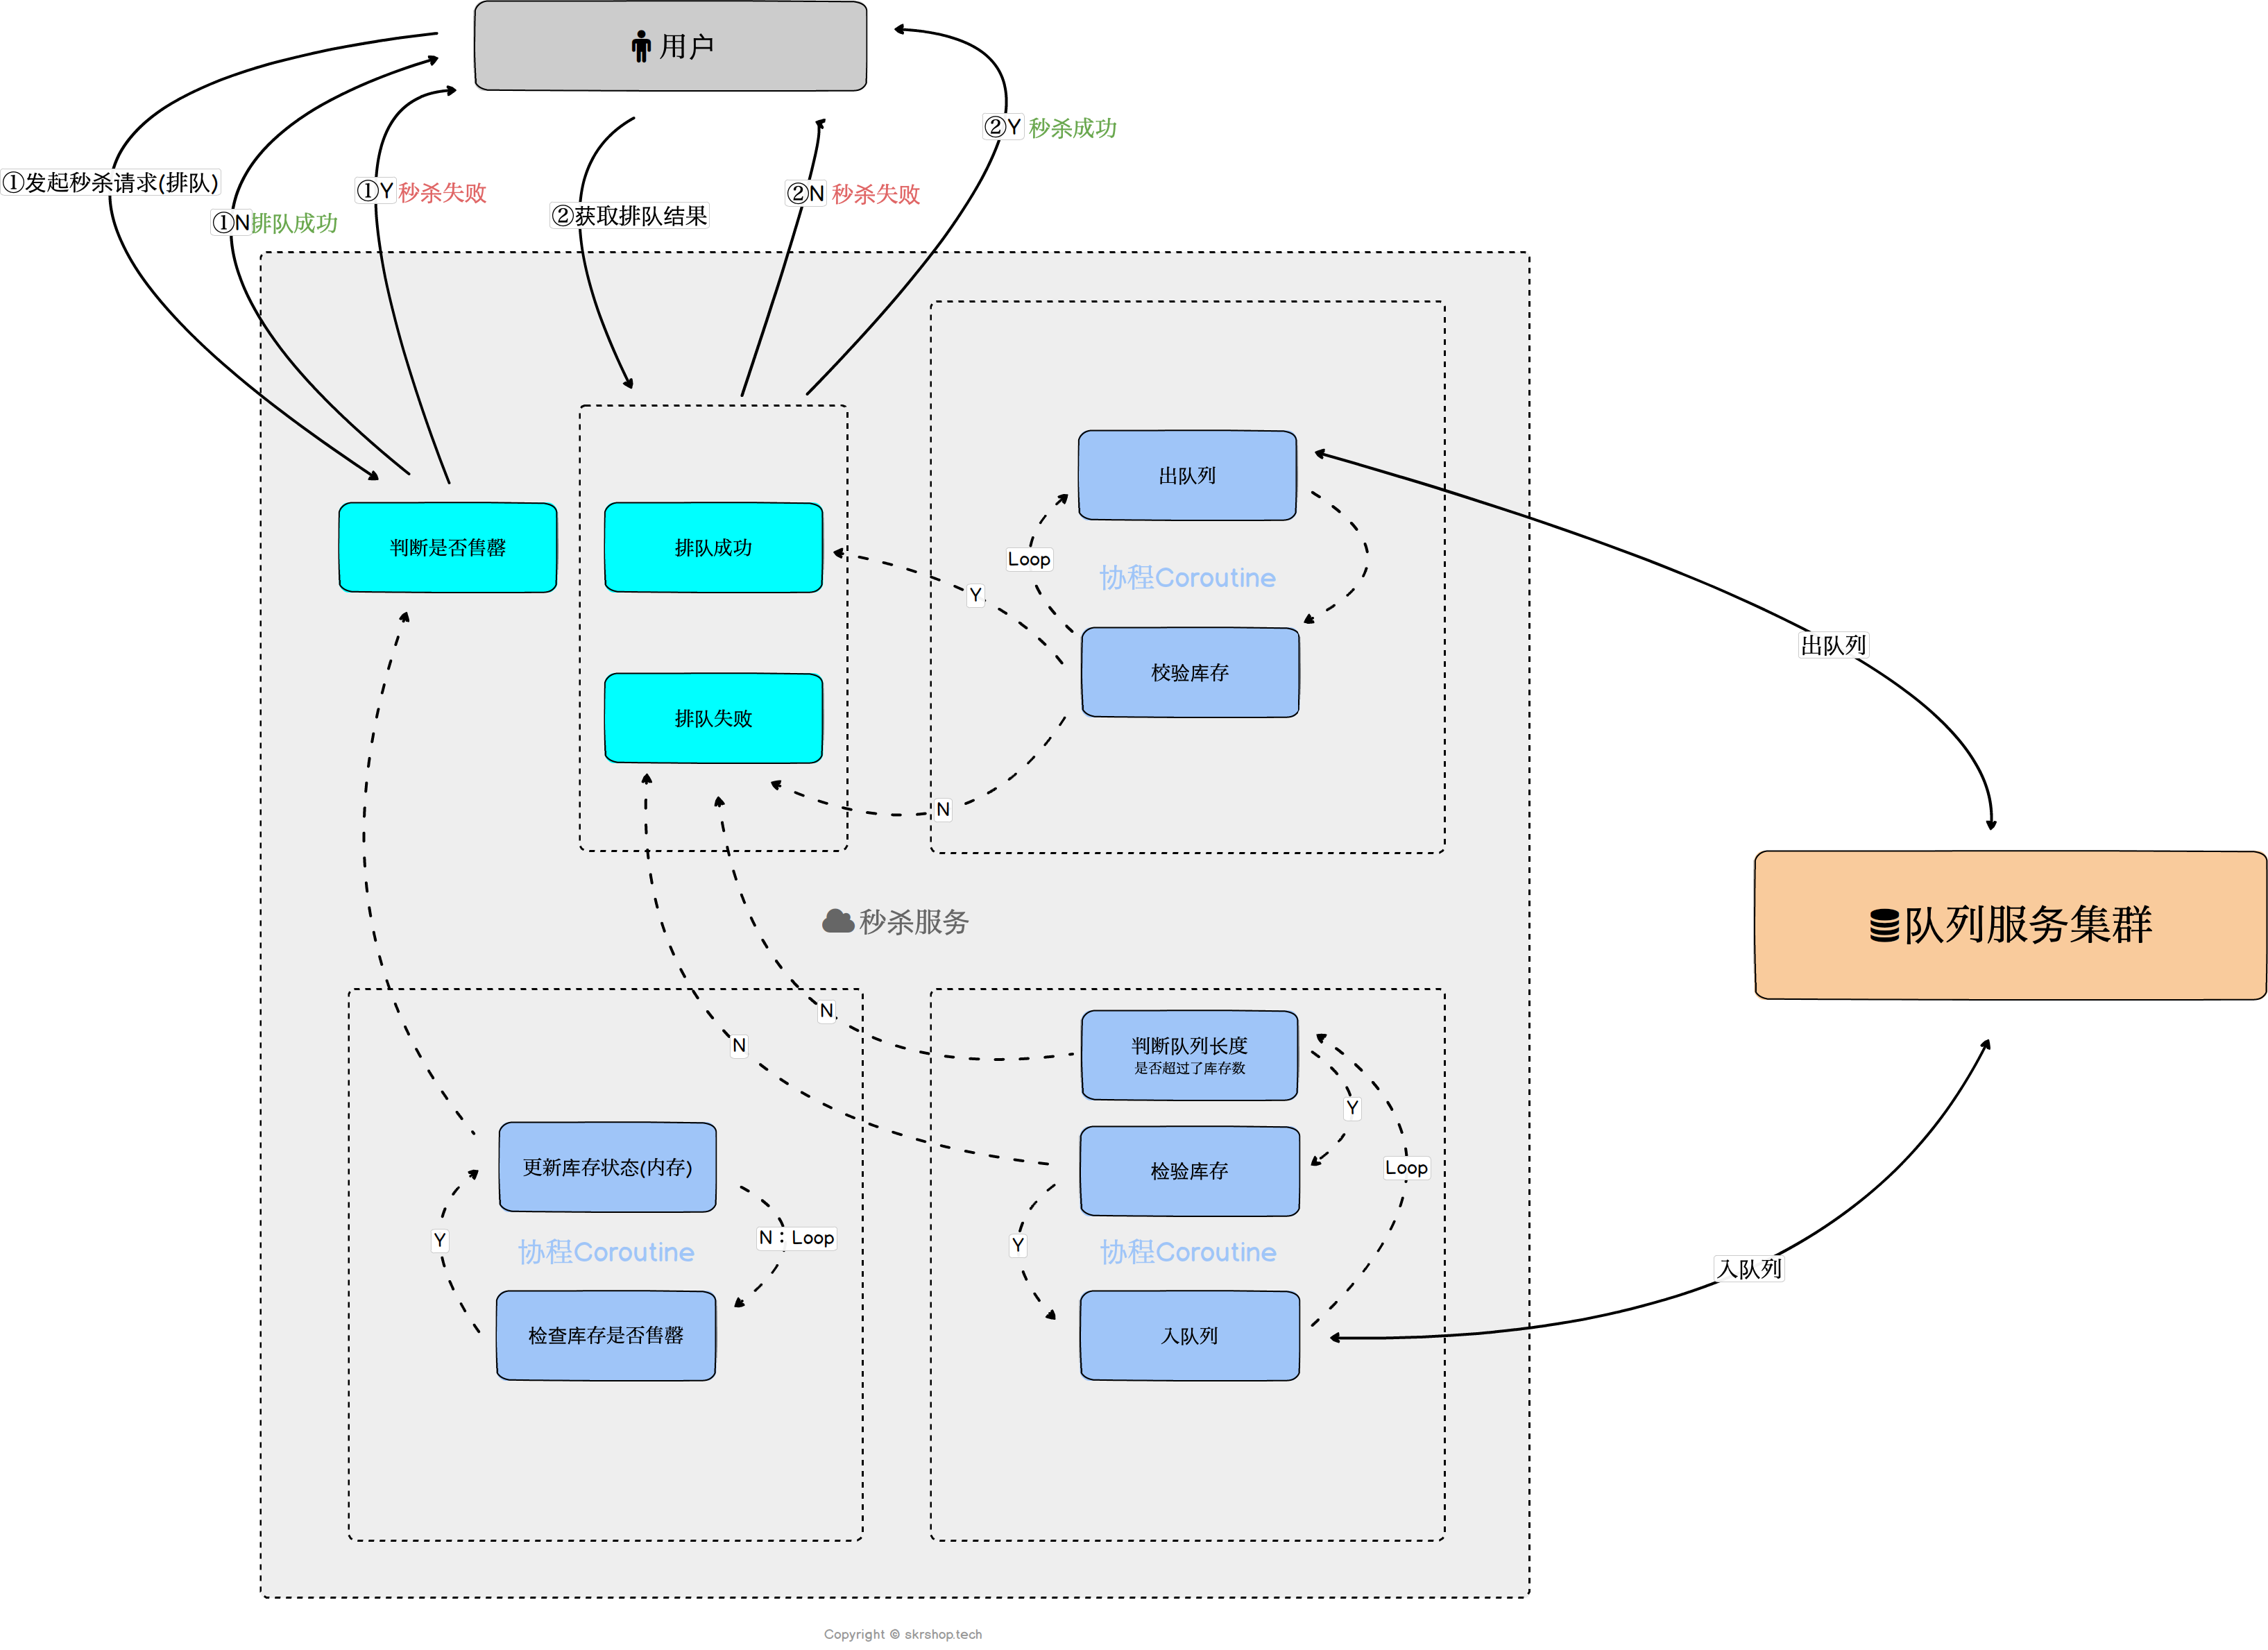 用户
②Y 秒杀成功
①发起秒杀请求(排队)
①Y 秒杀失败
②N 秒杀失败
②获取排队结果
①N排队成功
出队列
判断是否售罄
排队成功
Loop
协程Coroutine
Y
出队列
校验库存
排队失败
N
秒杀服务
队列服务集群
N
N
判断队列长度
是否超过了库存数
Y
更新库存状态(内存)
检验库存
Loop
Y
N：Loop
Y
协程Coroutine
协程Coroutine
入队列
检查库存是否售罄
入队列
Copyright © skrshop.tech